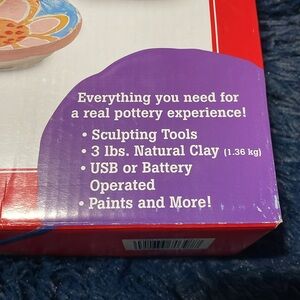 Everything you need for
a real pottery experience!
• Sculpting Tools
• 3 lbs. Natural Clay (1.36 kg)
• USB or Battery
Operated
• Paints and More!